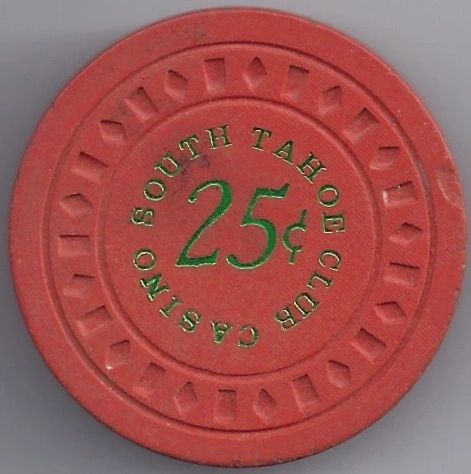 SOUTH TAHOE CLUB CASINO
25¢